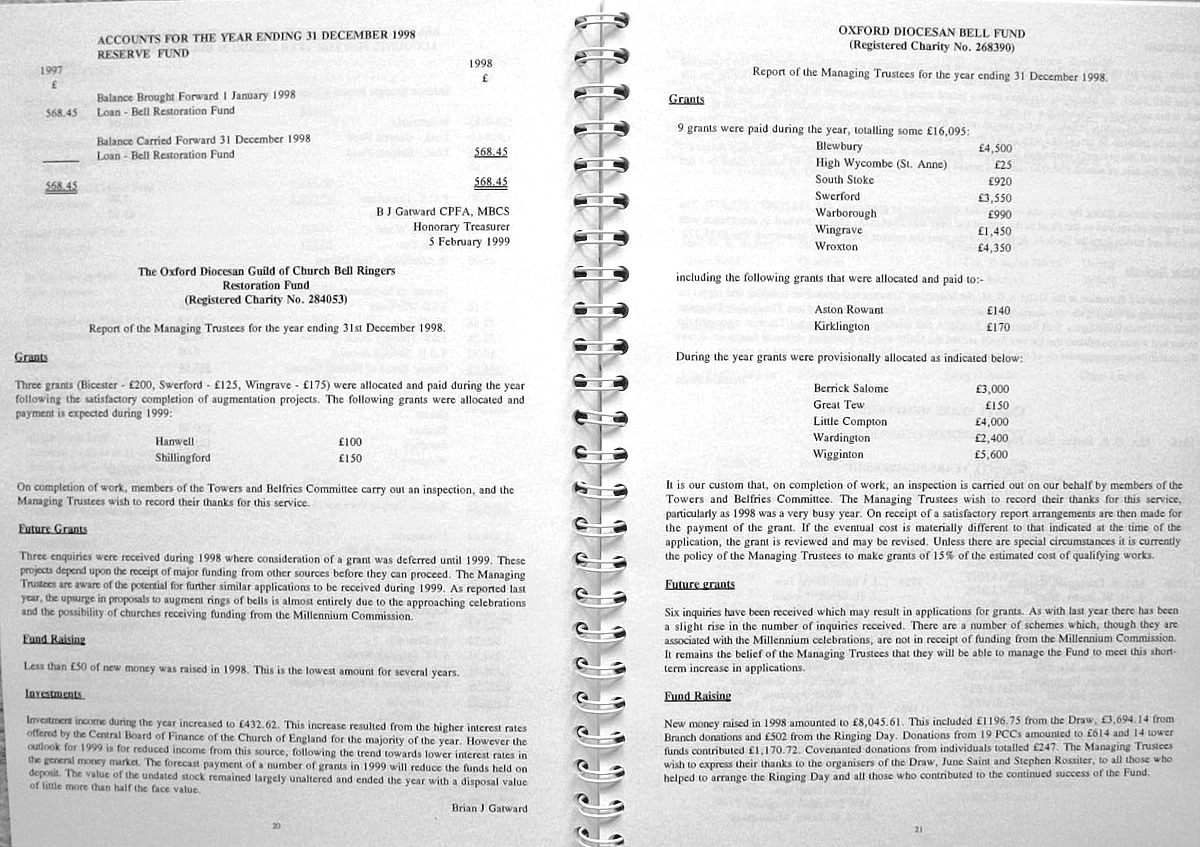 ACCOUNTS FOR THE YEAR ENDING 31 DECEMBER 1998
RESERVE FUND
1997 1998
£ £
Balance Brought Forward 1 January 1998
568.45 Loan - Bell Restoration Fund
Balance Carried Forward 31 December 1998
Loan - Bell Restoration Fund 568.45
568.45 568.45
B J Gatward CPFA, MBCS
Honorary Treasurer
5 February 1999
The Oxford Diocesan Guild of Church Bell Ringers
Restoration Fund
(Registered Charity No. 284053)
Report of the Managing Trustees for the year ending 31st December 1998.
Grants
Three grants (Bicester - £200, Swerford - £125, Wingrave - £175) were allocated and paid during the year
following the satisfactory completion of augmentation projects. The following grants were allocated and
payment is expected during 1999:
Hanwell £100
Shillingford £150
On completion of work, members of the Towers and Belfries Committee carry out an inspection, and the
Managing Trustees wish to record their thanks for this service.
Future Grants
Three enquiries were received during 1998 where consideration of a grant was deferred until 1999. These
projects depend upon the receipt of major funding from other sources before they can proceed. The Managing
Trustees are aware of the potential for further similar applications to be received during 1999. As reported last
year, the upsurge in proposals to augment rings of bells is almost entirely due to the approaching celebrations
and the possibility of churches receiving funding from the Millennium Commission.
Fund Raising
Less than £50 of new money was raised in 1998. This is the lowest amount for several years.
Investments
Investment income during the year increased to £432.62. This increase resulted from the higher interest rates
offered by the Central Board of Finance of the Church of England for the majority of the year. However the
outlook for 1999 is for reduced income from this source, following the trend towards lower interest rates in
the general money market. The forecast payment of a number of grants in 1999 will reduce the funds held on
deposit. The value of the undated stock remained largely unaltered and ended the year with a disposal value
of little more than half the face value.
Brian J Gatward
20
OXFORD DIOCESAN BELL FUND
(Registered Charity No. 268390)
Report of the Managing Trustees for the year ending 31 December 1998.
Grants
9 grants were paid during the year, totalling some £16,095:
Blewbury £4,500
High Wycombe (St. Anne) £25
South Stoke £920
Swerford £3,550
Warborough £990
Wingrave £1,450
Wroxton £4,350
including the following grants that were allocated and paid to:-
Aston Rowant £140
Kirklington £170
During the year grants were provisionally allocated as indicated below:
Berrick Salome £3,000
Great Tew £150
Little Compton £4,000
Wardington £2,400
Wigginton £5,600
It is our custom that, on completion of work, an inspection is carried out on our behalf by members of the
Towers and Belfries Committee. The Managing Trustees wish to record their thanks for this service,
particularly as 1998 was a very busy year. On receipt of a satisfactory report arrangements are then made for
the payment of the grant. If the eventual cost is materially different to that indicated at the time of the
application, the grant is reviewed and may be revised. Unless there are special circumstances it is currently
the policy of the Managing Trustees to make grants of 15% of the estimated cost of qualifying works.
Future grants
Six inquiries have been received which may result in applications for grants. As with last year there has been
a slight rise in the number of inquiries received. There are a number of schemes which, though they are
associated with the Millennium celebrations, are not in receipt of funding from the Millennium Commission.
It remains the belief of the Managing Trustees that they will be able to manage the Fund to meet this short-
term increase in applications.
Fund Raising
New money raised in 1998 amounted to £8,045.61. This included £1196.75 from the Draw, £3,694.14 from
Branch donations and £502 from the Ringing Day. Donations from 19 PCCs amounted to £614 and 14 tower
funds contributed £1,170.72. Covenanted donations from individuals totalled £247. The Managing Trustees
wish to express their thanks to the organisers of the Draw, June Saint and Stephen Rossiter, to all those who
helped to arrange the Ringing Day and all those who contributed to the continued success of the Fund.
21